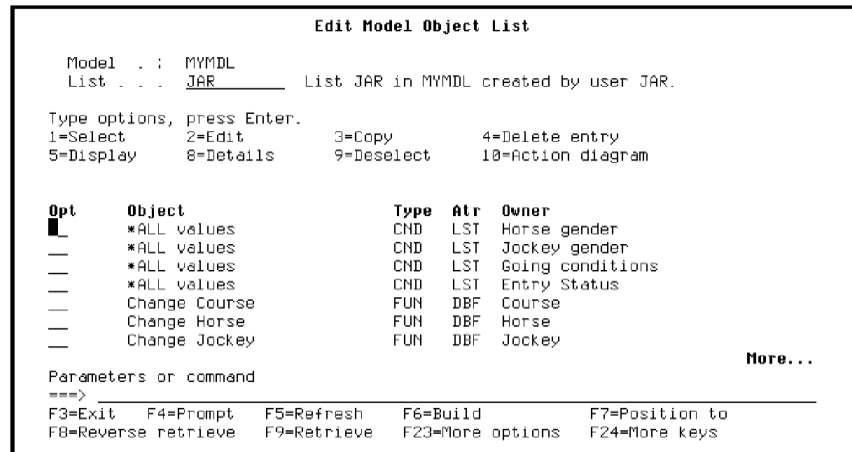 Edit Model Object List
Model . : MYMDL
List . . . JAR List JAR in MYMDL created by user JAR.
Type options, press Enter.
1=Select 2=Edit 3=Copy 4=Delete entry
5=Display 8=Details 9=Deselect 10=Action diagram
Opt Object Type Atr Owner
*ALL values CND LST Horse gender
*ALL values CND LST Jockey gender
*ALL values CND LST Going conditions
*ALL values CND LST Entry Status
Change Course FUN DBF Course
Change Horse FUN DBF Horse
Change Jockey FUN DBF Jockey
More...
Parameters or command
===>
F3=Exit F4=Prompt F5=Refresh F6=Build F7=Position to
F8=Reverse retrieve F9=Retrieve F23=More options F24=More keys